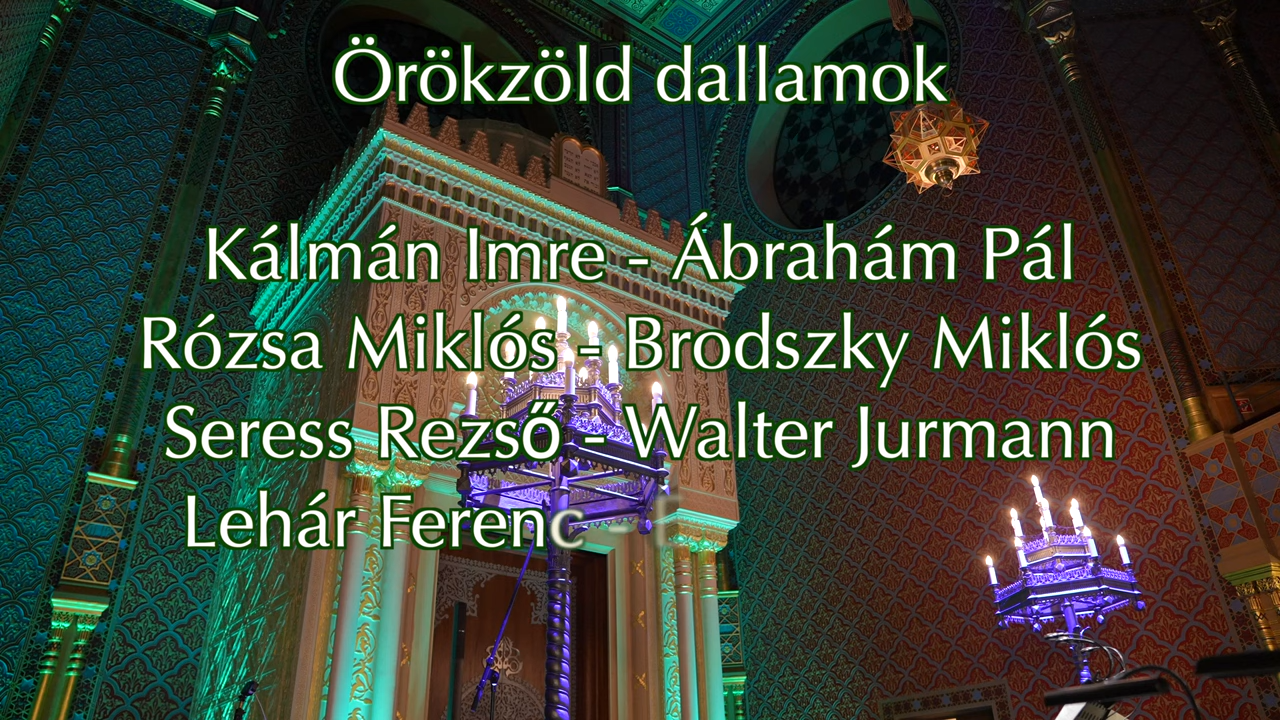 Örökzöld dallamok
Kálmán Imre - Ábrahám Pál
Rózsa Miklós - Brodszky Miklós
Seress Rezső - Walter Jurmann
Lehár Ferenc -